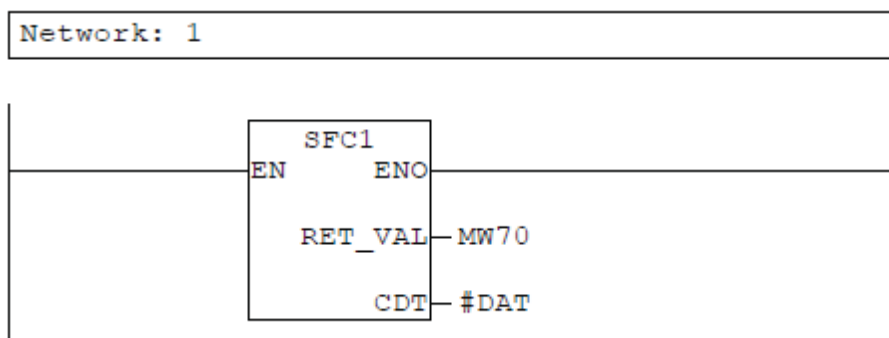 Network: 1
SFC1
EN ENO
RET_VAL MW70
CDT #DAT